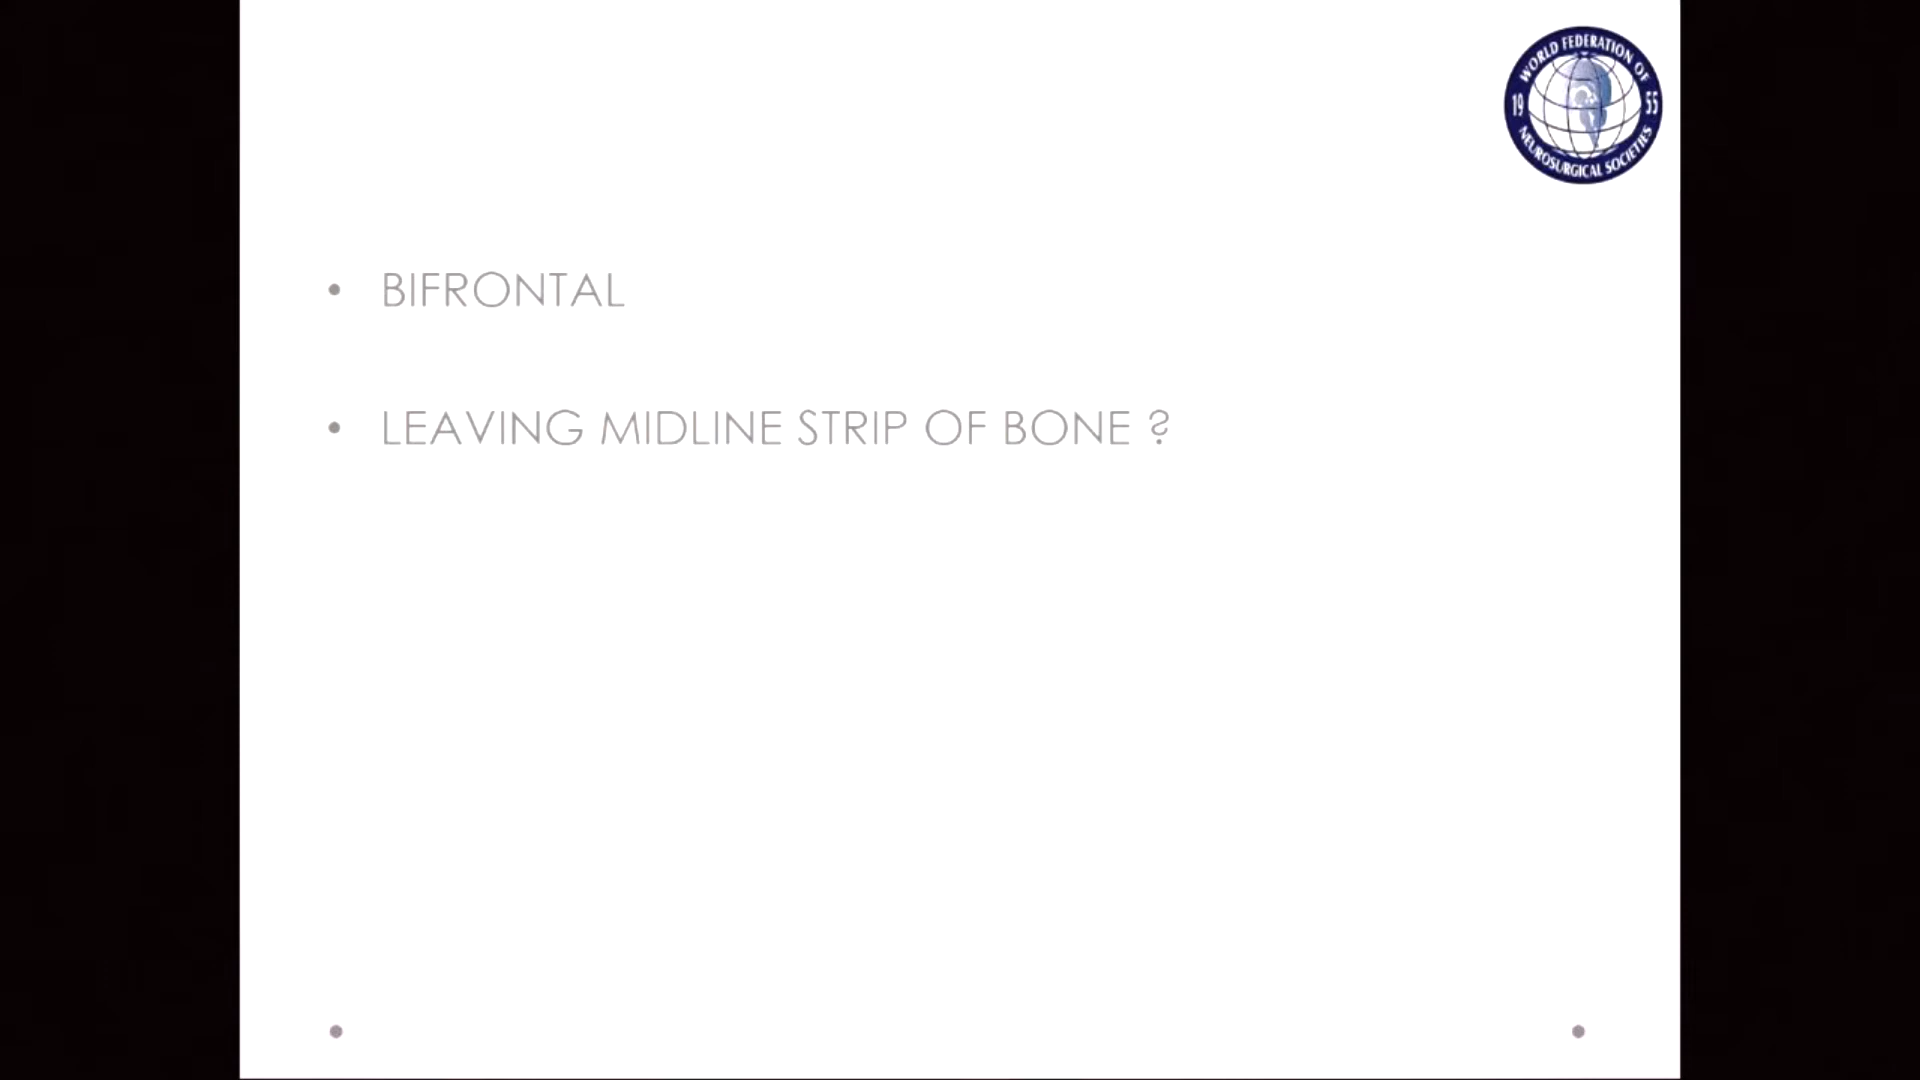 WORLD FEDERATION OF
19 55
NEUROSURGICAL SOCIETIES
• BIFRONTAL
• LEAVING MIDLINE STRIP OF BONE ?